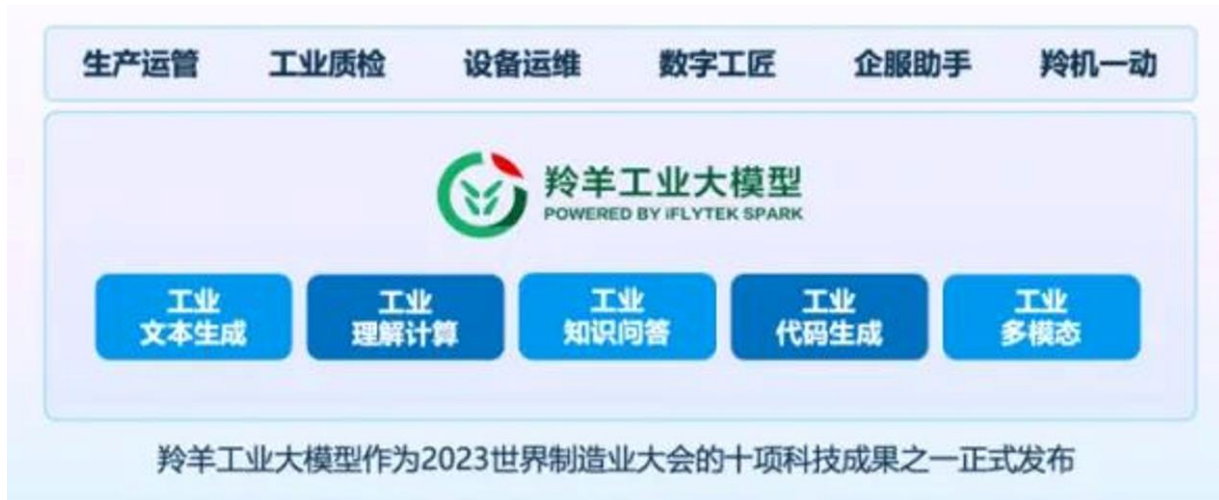 生产运管 工业质检 设备运维 数字工匠 企服助手 羚机一动
羚羊工业大模型
POWERED BY iFLYTEK SPARK
工业 工业 工业 工业 工业
文本生成 理解计算 知识问答 代码生成 多模态
羚羊工业大模型作为2023世界制造业大会的十项科技成果之一正式发布